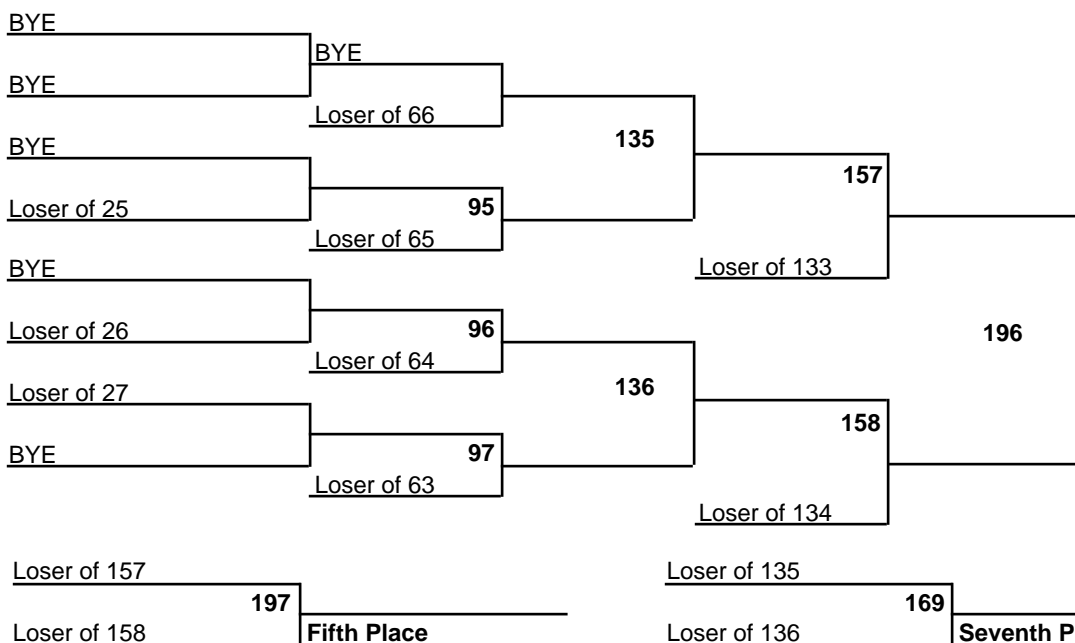 BYE
BYE
BYE
Loser of 66
135
BYE
157
Loser of 25
95
Loser of 65
BYE
Loser of 133
Loser of 26
96
196
Loser of 64
Loser of 27
136
158
BYE
97
Loser of 63
Loser of 134
Loser of 157
Loser of 135
197
169
Loser of 158
Fifth Place
Loser of 136
Seventh P